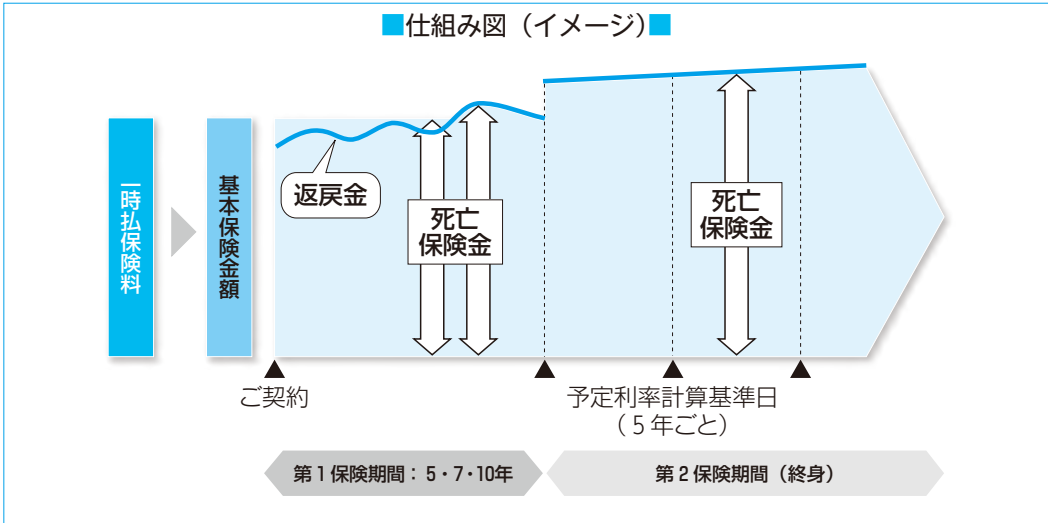 ■仕組み図（イメージ）■
一時払保険料
基本保険金額
返戻金
死亡
保険金
死亡
保険金
ご契約
予定利率計算基準日
（5年ごと）
第1保険期間：5・7・10年
第2保険期間（終身）